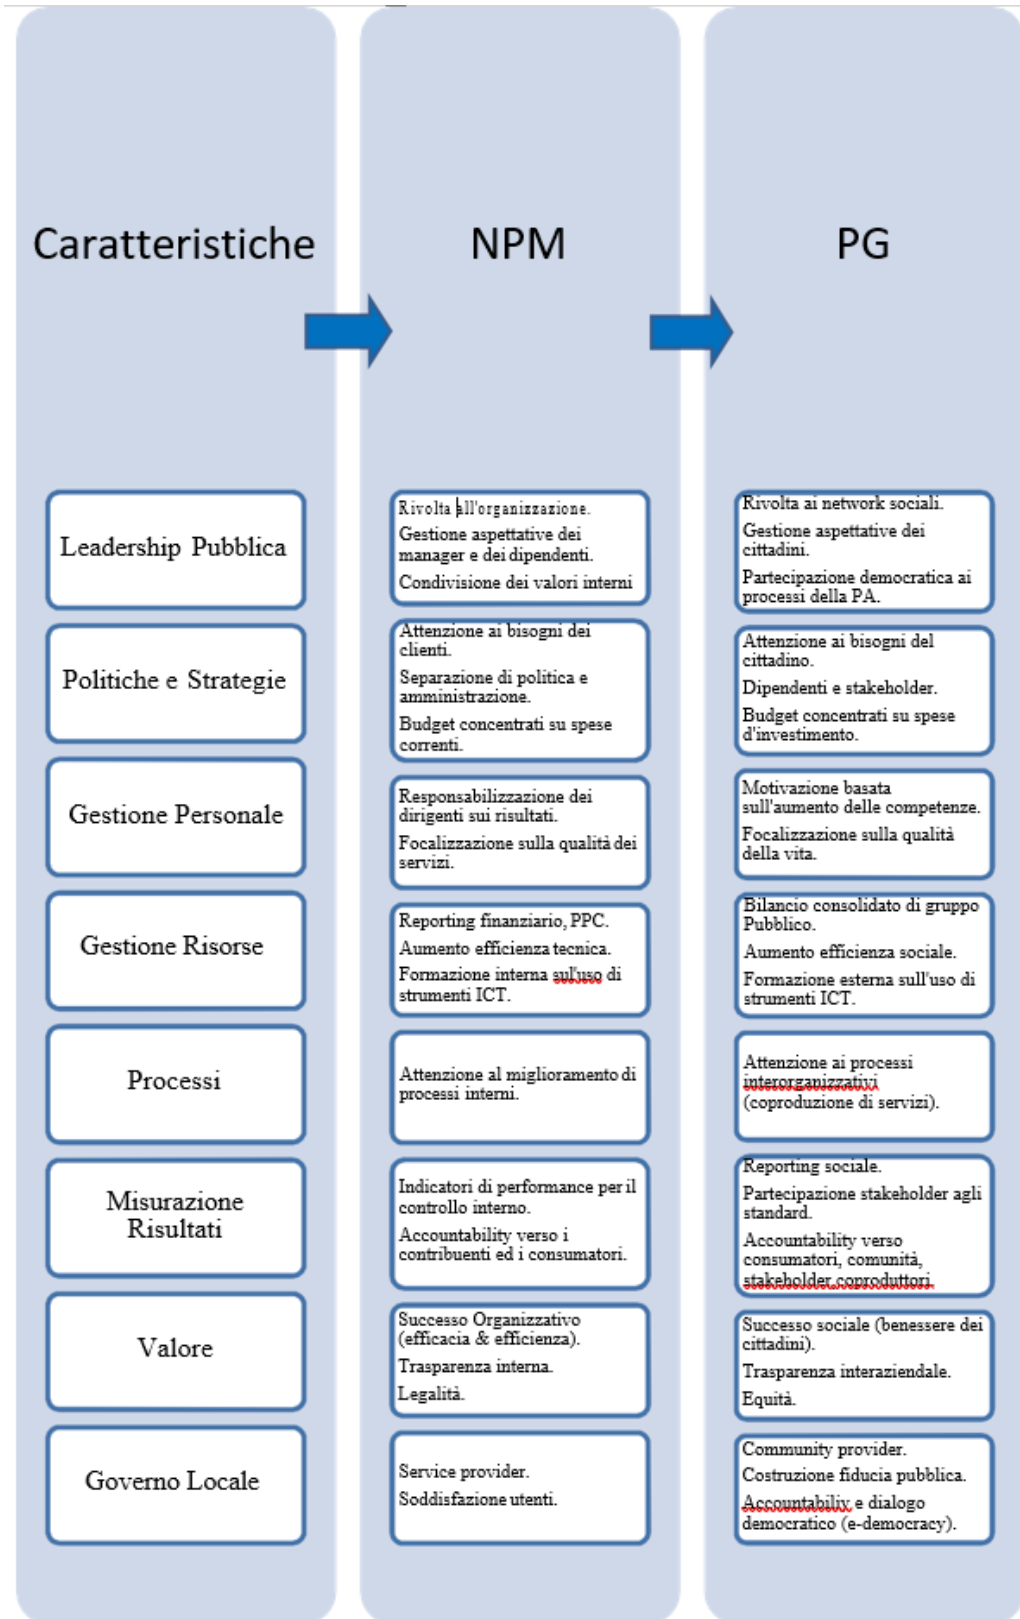 Caratteristiche
NPM
PG
Leadership Pubblica
Rivolta all'organizzazione.
Gestione aspettative dei
manager e dei dipendenti.
Condivisione dei valori interni
Rivolta ai network sociali.
Gestione aspettative dei
cittadini.
Partecipazione democratica ai
processi della PA.
Politiche e Strategie
Attenzione ai bisogni dei
clienti.
Separazione di politica e
amministrazione.
Budget concentrati su spese
correnti.
Attenzione ai bisogni del
cittadino.
Dipendenti e stakeholder.
Budget concentrati su spese
d'investimento.
Gestione Personale
Responsabilizzazione dei
dirigenti sui risultati.
Focalizzazione sulla qualità dei
servizi.
Motivazione basata
sull'aumento delle competenze.
Focalizzazione sulla qualità
della vita.
Gestione Risorse
Reporting finanziario, PPC.
Aumento efficienza tecnica.
Formazione interna sul'uso di
strumenti ICT.
Bilancio consolidato di gruppo
Pubblico.
Aumento efficienza sociale.
Formazione esterna sull'uso di
strumenti ICT.
Processi
Attenzione al miglioramento di
processi interni.
Attenzione ai processi
interorganizzativi
(coproduzione di servizi).
Misurazione
Risultati
Indicatori di performance per il
controllo interno.
Accountability verso i
contribuenti ed i consumatori.
Reporting sociale.
Partecipazione stakeholder agli
standard.
Accountability verso
consumatori, comunità,
stakeholder,coproduttori.
Valore
Successo Organizzativo
(efficacia & efficienza).
Trasparenza interna.
Legalità.
Successo sociale (benessere dei
cittadini).
Trasparenza interaziendale.
Equità.
Governo Locale
Service provider.
Soddisfazione utenti.
Community provider.
Costruzione fiducia pubblica.
Accountabiliy e dialogo
democratico (e-democracy).